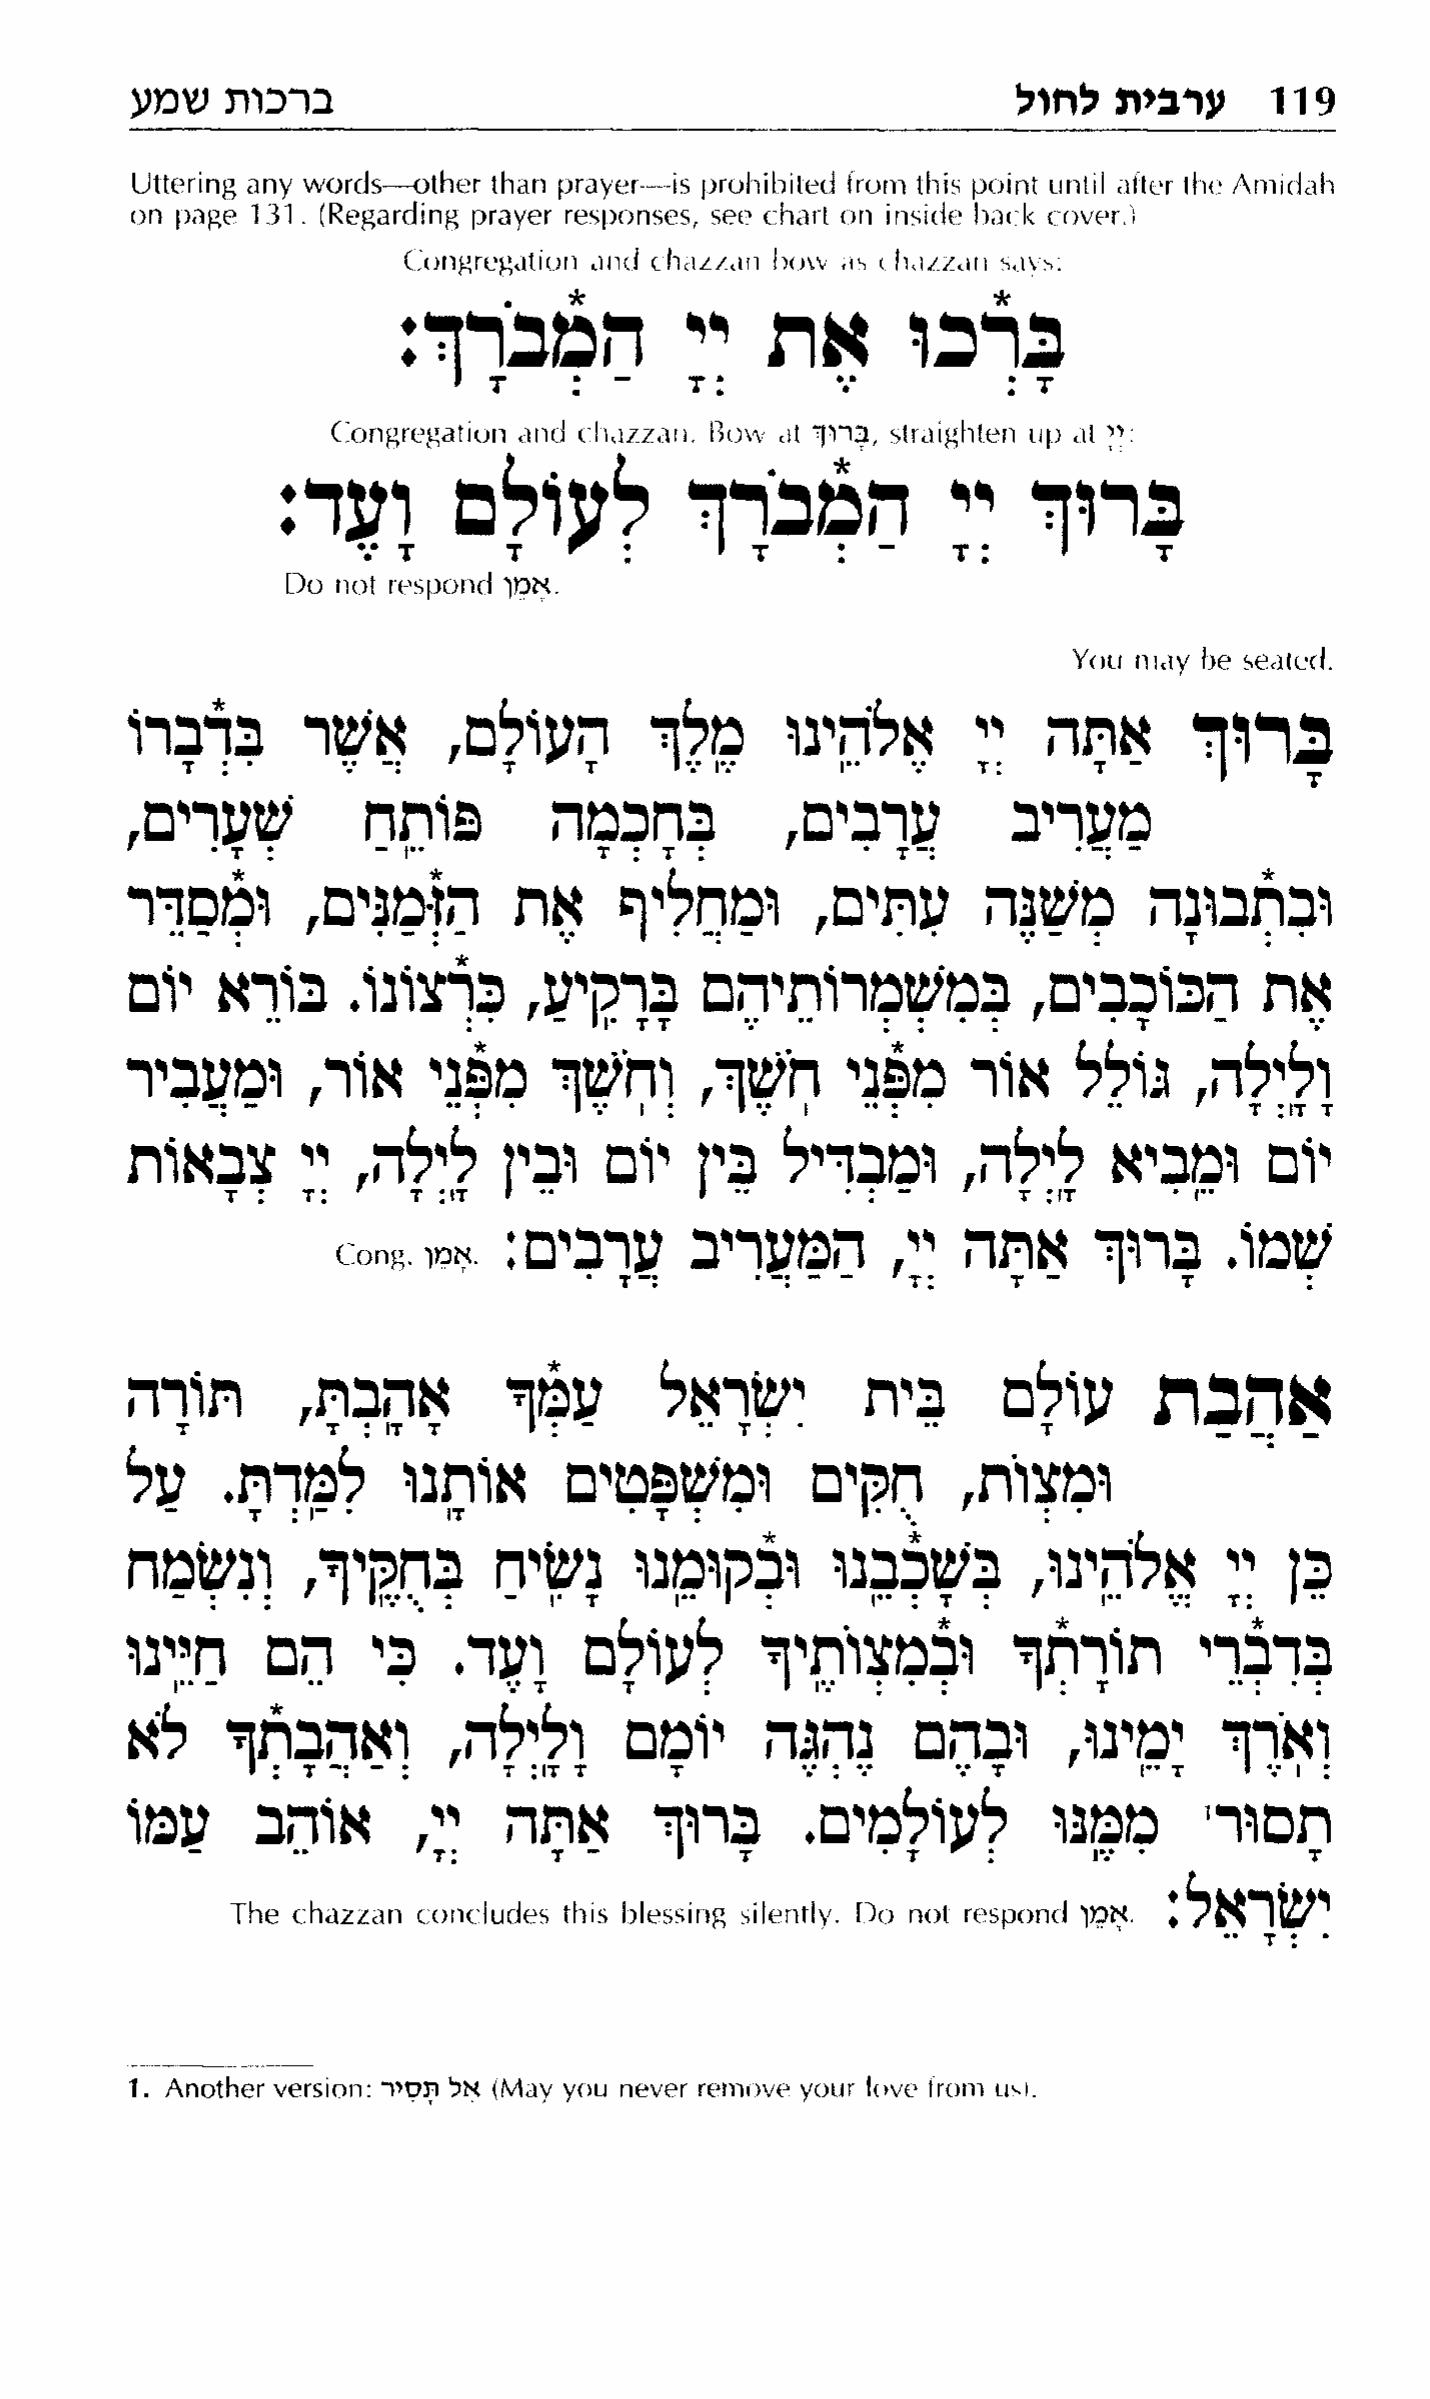 119 ערבית לחול ברכות שמע
Uttering any words—other than prayer—is prohibited from this point until after the Amidah
on page 131. (Regarding prayer responses, see chart on inside back cover.)
Congregation and chazzan bow as chazzan says:
בָּרְ*כוּ אֶת יְיָ הַמְ*בֹרָךְ:
Congregation and chazzan. Bow at בָּרוּךְ, straighten up at יְיָ:
בָּרוּךְ יְיָ הַמְ*בֹרָךְ לְעוֹלָם וָעֶד:
Do not respond אָמֵן.
You may be seated.
בָּרוּךְ אַתָּה יְיָ אֱלֹהֵֽינוּ מֶֽלֶךְ הָעוֹלָם, אֲשֶׁר בִּדְ*בָרוֹ
מַעֲרִיב עֲרָבִים, בְּחָכְמָה פּוֹתֵֽחַ שְׁעָרִים,
וּבִתְ*בוּנָה מְשַׁנֶּה עִתִּים, וּמַחֲלִיף אֶת הַזְּ*מַנִּים, וּמְ*סַדֵּר
אֶת הַכּוֹכָבִים, בְּמִשְׁמְרוֹתֵיהֶם בָּרָקִֽיעַ, כִּרְ*צוֹנוֹ. בּוֹרֵא יוֹם
וָלָֽיְלָה, גּוֹלֵל אוֹר מִפְּ*נֵי חֹֽשֶׁךְ, וְחֹֽשֶׁךְ מִפְּ*נֵי אוֹר, וּמַעֲבִיר
יוֹם וּמֵֽבִיא לָֽיְלָה, וּמַבְדִּיל בֵּין יוֹם וּבֵין לָֽיְלָה, יְיָ צְבָאוֹת
שְׁמוֹ. בָּרוּךְ אַתָּה יְיָ, הַמַּעֲרִיב עֲרָבִים: Cong. אָמֵן.
אַהֲבַת עוֹלָם בֵּית יִשְׂרָאֵל עַמְּ*ךָ אָהָֽבְתָּ, תּוֹרָה
וּמִצְוֹת, חֻקִּים וּמִשְׁפָּטִים אוֹתָֽנוּ לִמַּֽדְתָּ. עַל
כֵּן יְיָ אֱלֹהֵֽינוּ, בְּשָׁכְ*בֵֽנוּ וּבְ*קוּמֵֽנוּ נָשִֽׂיחַ בְּחֻקֶּֽיךָ, וְנִשְׂמַח
בְּדִבְ*רֵי תוֹרָתְ*ךָ וּבְ*מִצְוֹתֶֽיךָ לְעוֹלָם וָעֶד. כִּי הֵם חַיֵּֽינוּ
וְאֹֽרֶךְ יָמֵֽינוּ, וּבָהֶם נֶהְגֶּה יוֹמָם וָלָֽיְלָה, וְאַהֲבָתְ*ךָ לֹא
תָסוּר¹ מִמֶּֽנּוּ לְעוֹלָמִים. בָּרוּךְ אַתָּה יְיָ, אוֹהֵב עַמּוֹ
יִשְׂרָאֵל: The chazzan concludes this blessing silently. Do not respond אָמֵן.
1. Another version: אַל תָּסִיר (May you never remove your love from us).